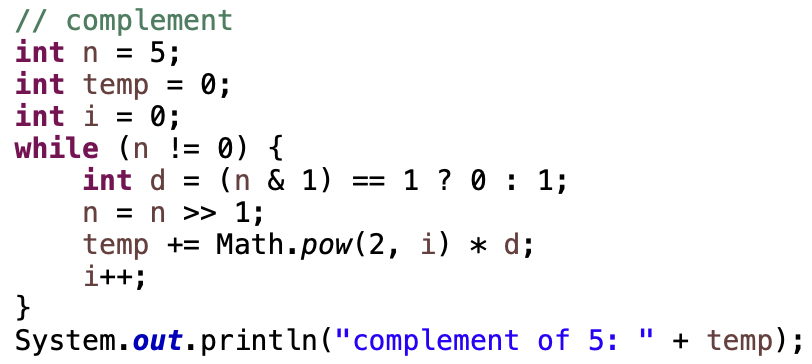 // complement
int n = 5;
int temp = 0;
int i = 0;
while (n != 0) {
    int d = (n & 1) == 1 ? 0 : 1;
    n = n >> 1;
    temp += Math.pow(2, i) * d;
    i++;
}
System.out.println("complement of 5: " + temp);